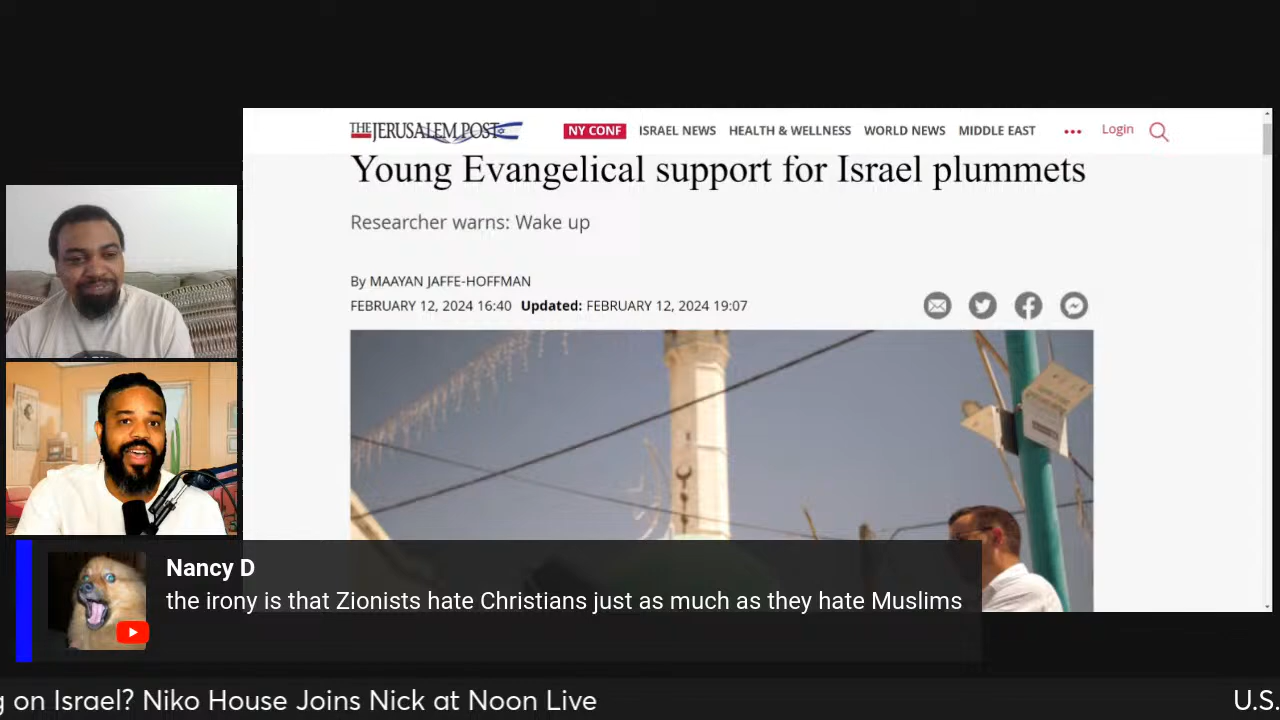 THE JERUSALEM POST
NY CONF ISRAEL NEWS HEALTH & WELLNESS WORLD NEWS MIDDLE EAST Login
Young Evangelical support for Israel plummets
Researcher warns: Wake up
By MAAYAN JAFFE-HOFFMAN
FEBRUARY 12, 2024 16:40 Updated: FEBRUARY 12, 2024 19:07
Nancy D
the irony is that Zionists hate Christians just as much as they hate Muslims
g on Israel? Niko House Joins Nick at Noon Live U.S.